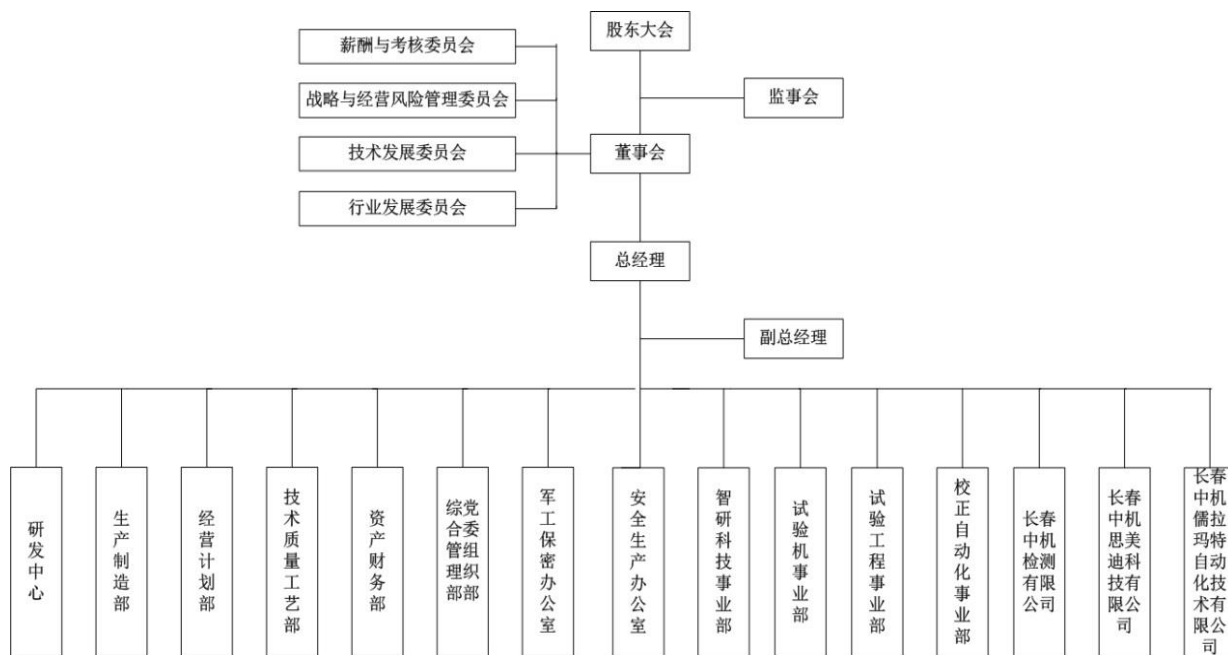 股东大会
薪酬与考核委员会
战略与经营风险管理委员会
监事会
技术发展委员会
董事会
行业发展委员会
总经理
副总经理
研发中心
生产制造部
经营计划部
技术质量工艺部
资产财务部
综合管理部
党委组织部
军工保密办公室
安全生产办公室
智研科技事业部
试验机事业部
试验工程事业部
校正自动化事业部
长春中机检测有限公司
长春中机思美迪科技有限公司
长春中机儒拉玛特自动化技术有限公司